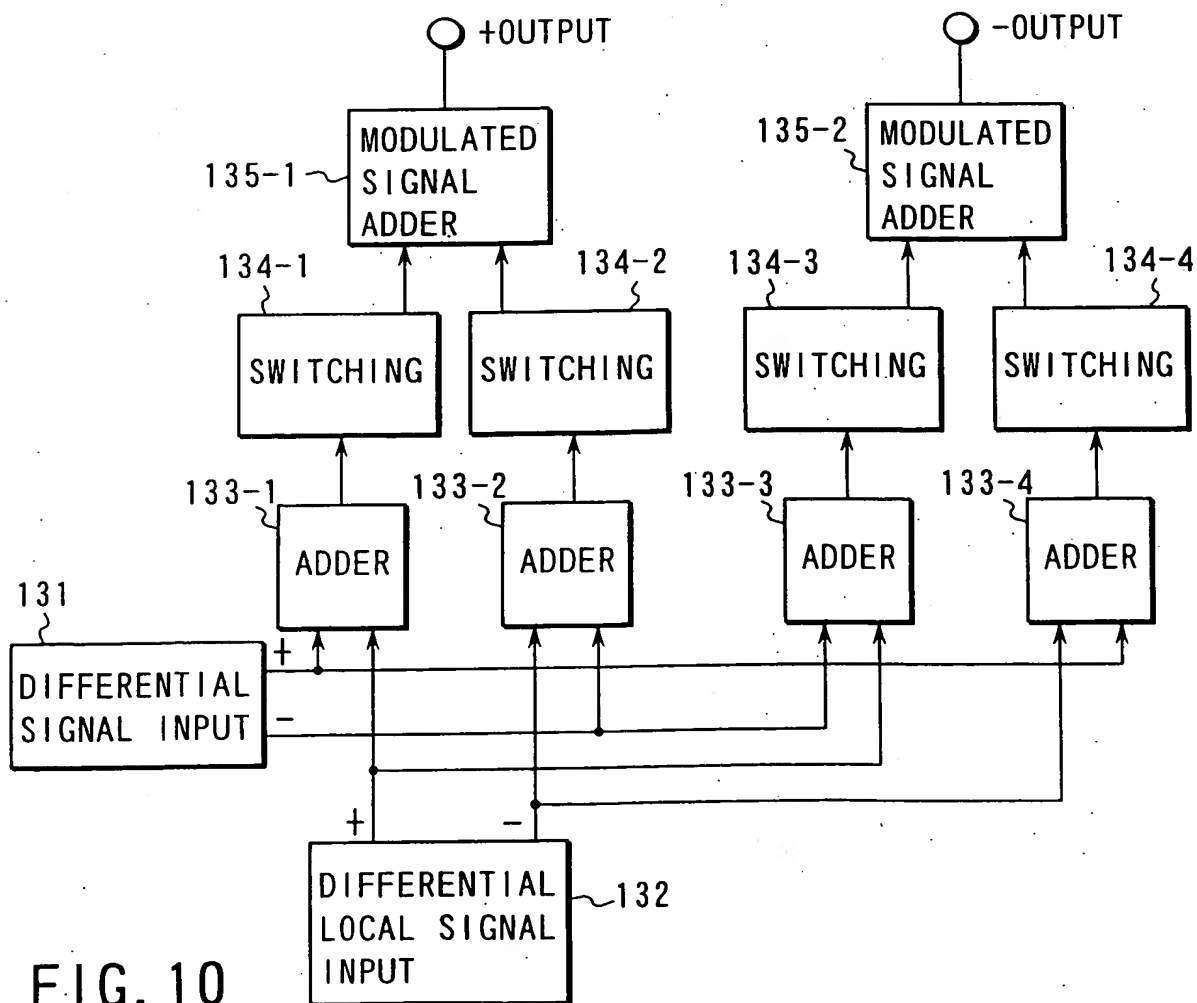 +OUTPUT
-OUTPUT
135-1
MODULATED
SIGNAL
ADDER
135-2
MODULATED
SIGNAL
ADDER
134-1
134-2
134-3
134-4
SWITCHING
SWITCHING
SWITCHING
SWITCHING
133-1
133-2
133-3
133-4
ADDER
ADDER
ADDER
ADDER
131
DIFFERENTIAL
SIGNAL INPUT
+
-
+
-
DIFFERENTIAL
LOCAL SIGNAL
INPUT
132
FIG. 10